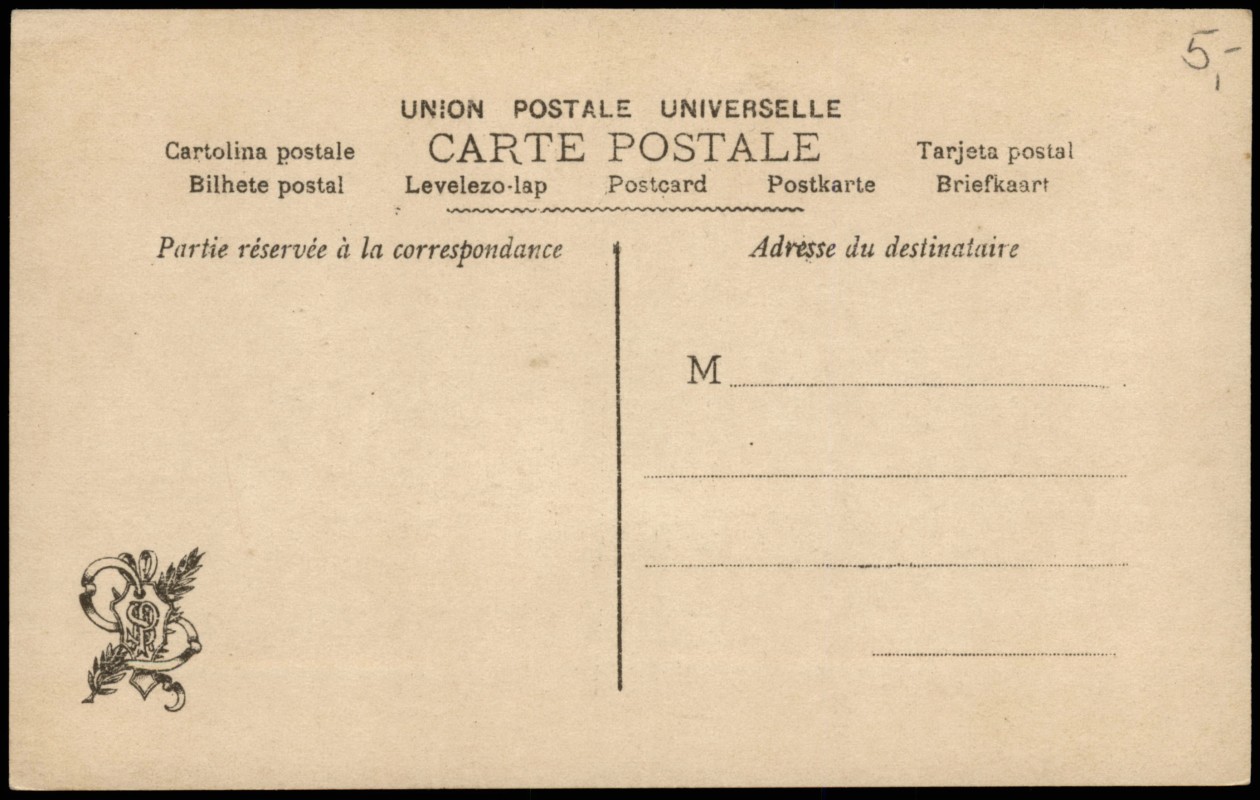 5,-
UNION POSTALE UNIVERSELLE
CARTE POSTALE
Cartolina postale Tarjeta postal
Bilhete postal Levelezo-lap Postcard Postkarte Briefkaart
Partie réservée à la correspondance
Adresse du destinataire
M